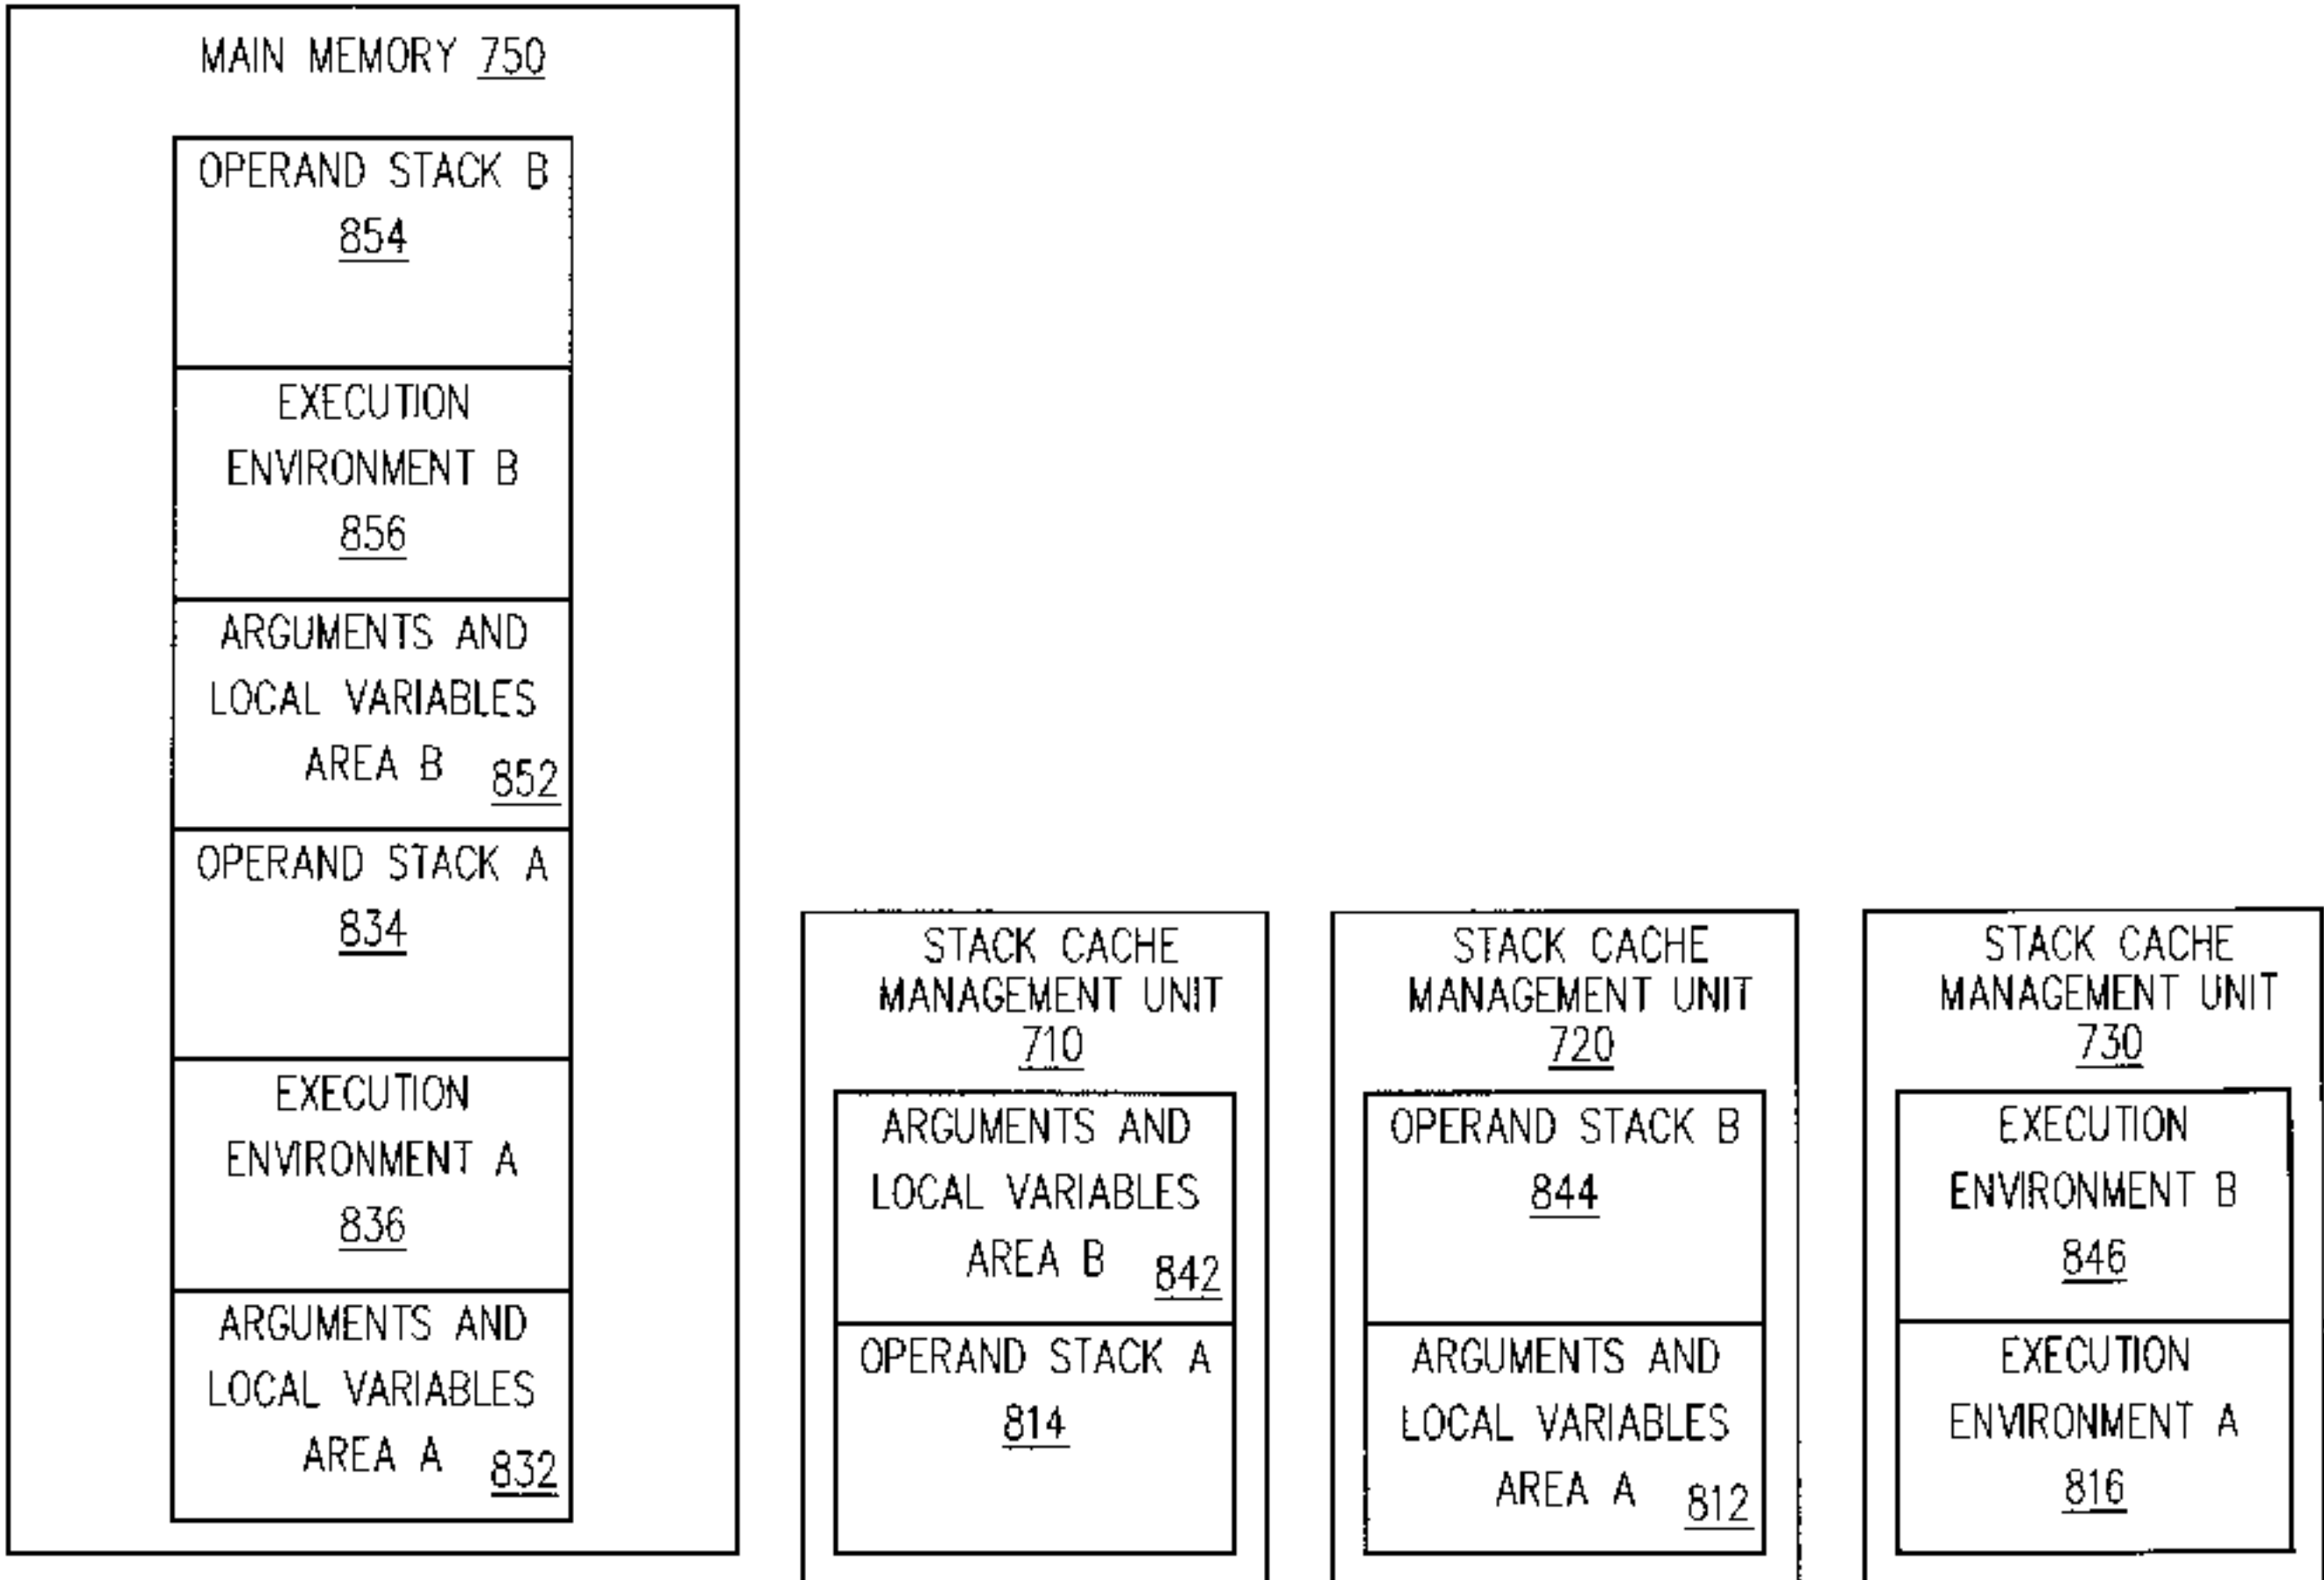 MAIN MEMORY 750
OPERAND STACK B
854
EXECUTION
ENVIRONMENT B
856
ARGUMENTS AND
LOCAL VARIABLES
AREA B 852
OPERAND STACK A
834
EXECUTION
ENVIRONMENT A
836
ARGUMENTS AND
LOCAL VARIABLES
AREA A 832
STACK CACHE
MANAGEMENT UNIT
710
ARGUMENTS AND
LOCAL VARIABLES
AREA B 842
OPERAND STACK A
814
STACK CACHE
MANAGEMENT UNIT
720
OPERAND STACK B
844
ARGUMENTS AND
LOCAL VARIABLES
AREA A 812
STACK CACHE
MANAGEMENT UNIT
730
EXECUTION
ENVIRONMENT B
846
EXECUTION
ENVIRONMENT A
816